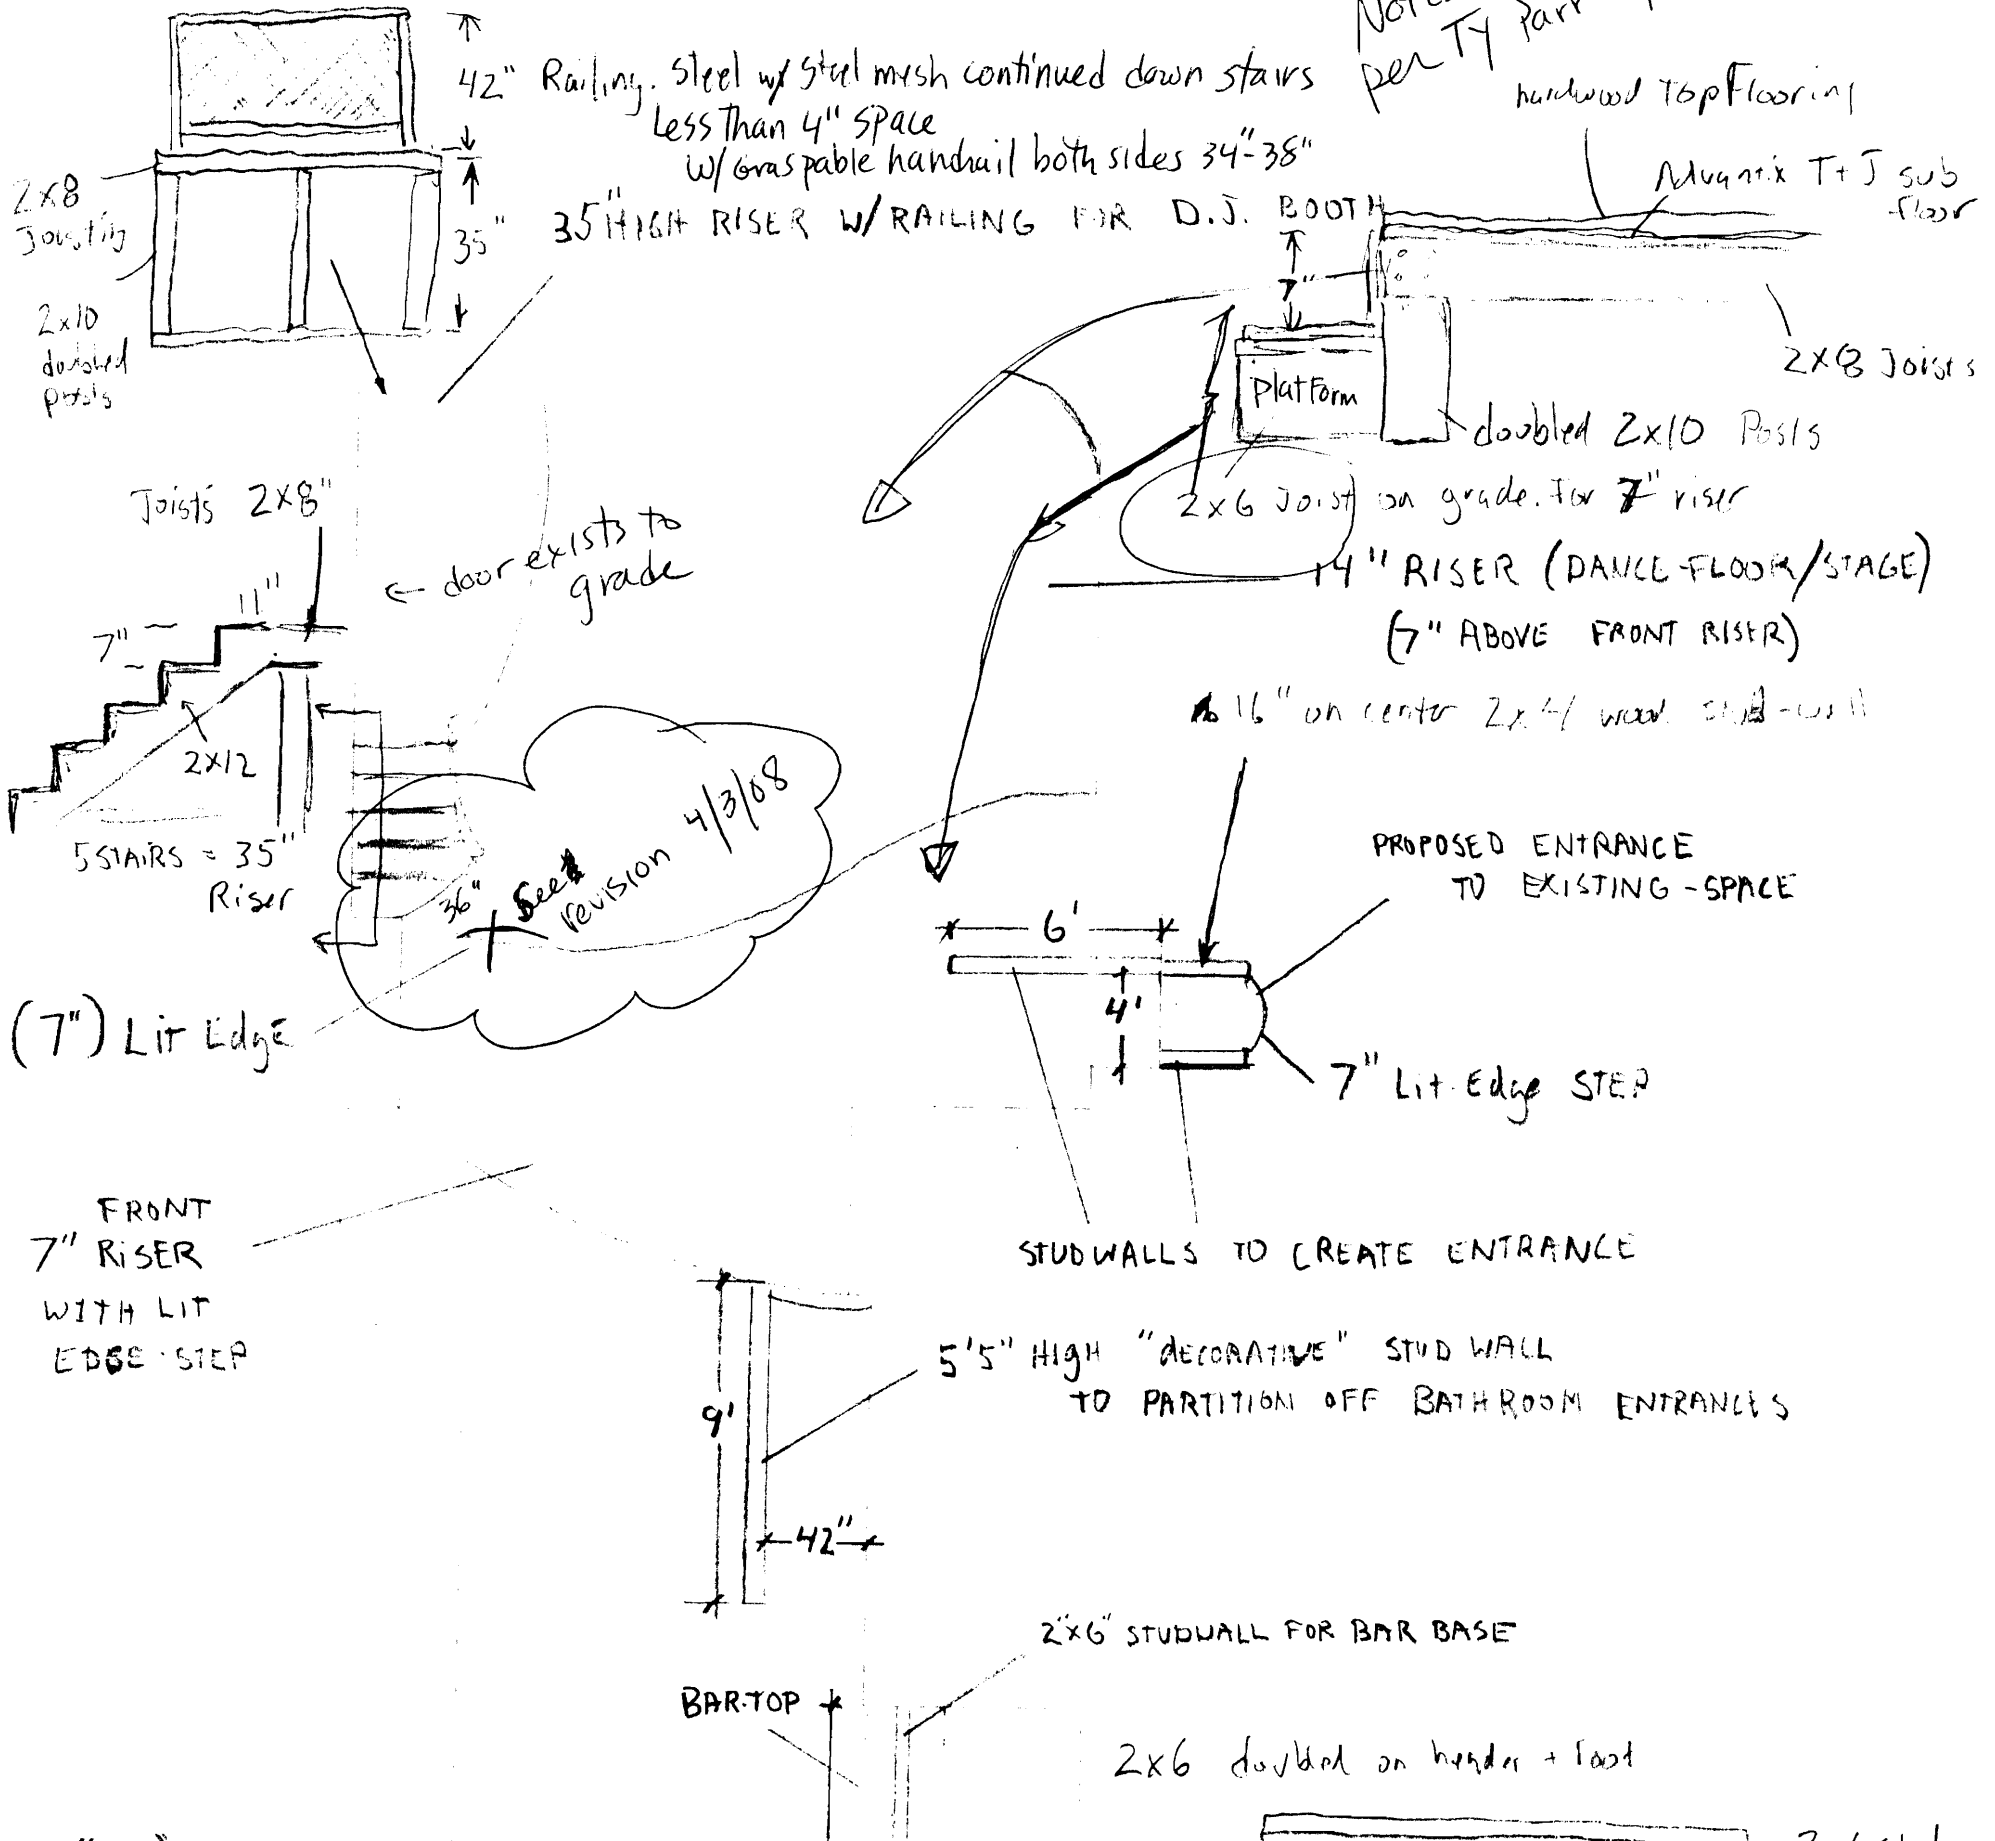 per Ty Parr
42" Railing. Steel w/ Steel mesh continued down stairs
Less Than 4" Space
w/ Graspable handrail both sides 34"-38"
hardwood Top Flooring
Advantix T+J sub
floor
2x8
Joisting
35"
35" HIGH RISER W/ RAILING FOR D.J. BOOTH
7"
2x10
doubled
posts
2x8 Joists
platform
doubled 2x10 Posts
Joists 2x8"
2x6 Joist on grade. For 7" riser
← door exists to
grade
14" RISER (DANCE-FLOOR/STAGE)
(7" ABOVE FRONT RISER)
11"
7"
16" on center 2x4 wood stud-wall
2x12
5 STAIRS = 35"
Riser
36"
See
revision 4/3/08
PROPOSED ENTRANCE
TO EXISTING-SPACE
6'
4'
(7") Lit Edge
7" Lit-Edge STEP
FRONT
7" RISER
WITH LIT
EDGE-STEP
STUDWALLS TO CREATE ENTRANCE
5'5" HIGH "DECORATIVE" STUD WALL
TO PARTITION OFF BATHROOM ENTRANCES
9'
42"
2"x6" STUDWALL FOR BAR BASE
BAR-TOP
2x6 doubled on header + foot